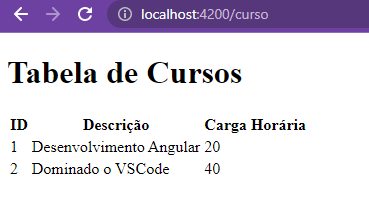 localhost:4200/curso
Tabela de Cursos
ID Descrição Carga Horária
1 Desenvolvimento Angular 20
2 Dominado o VSCode 40